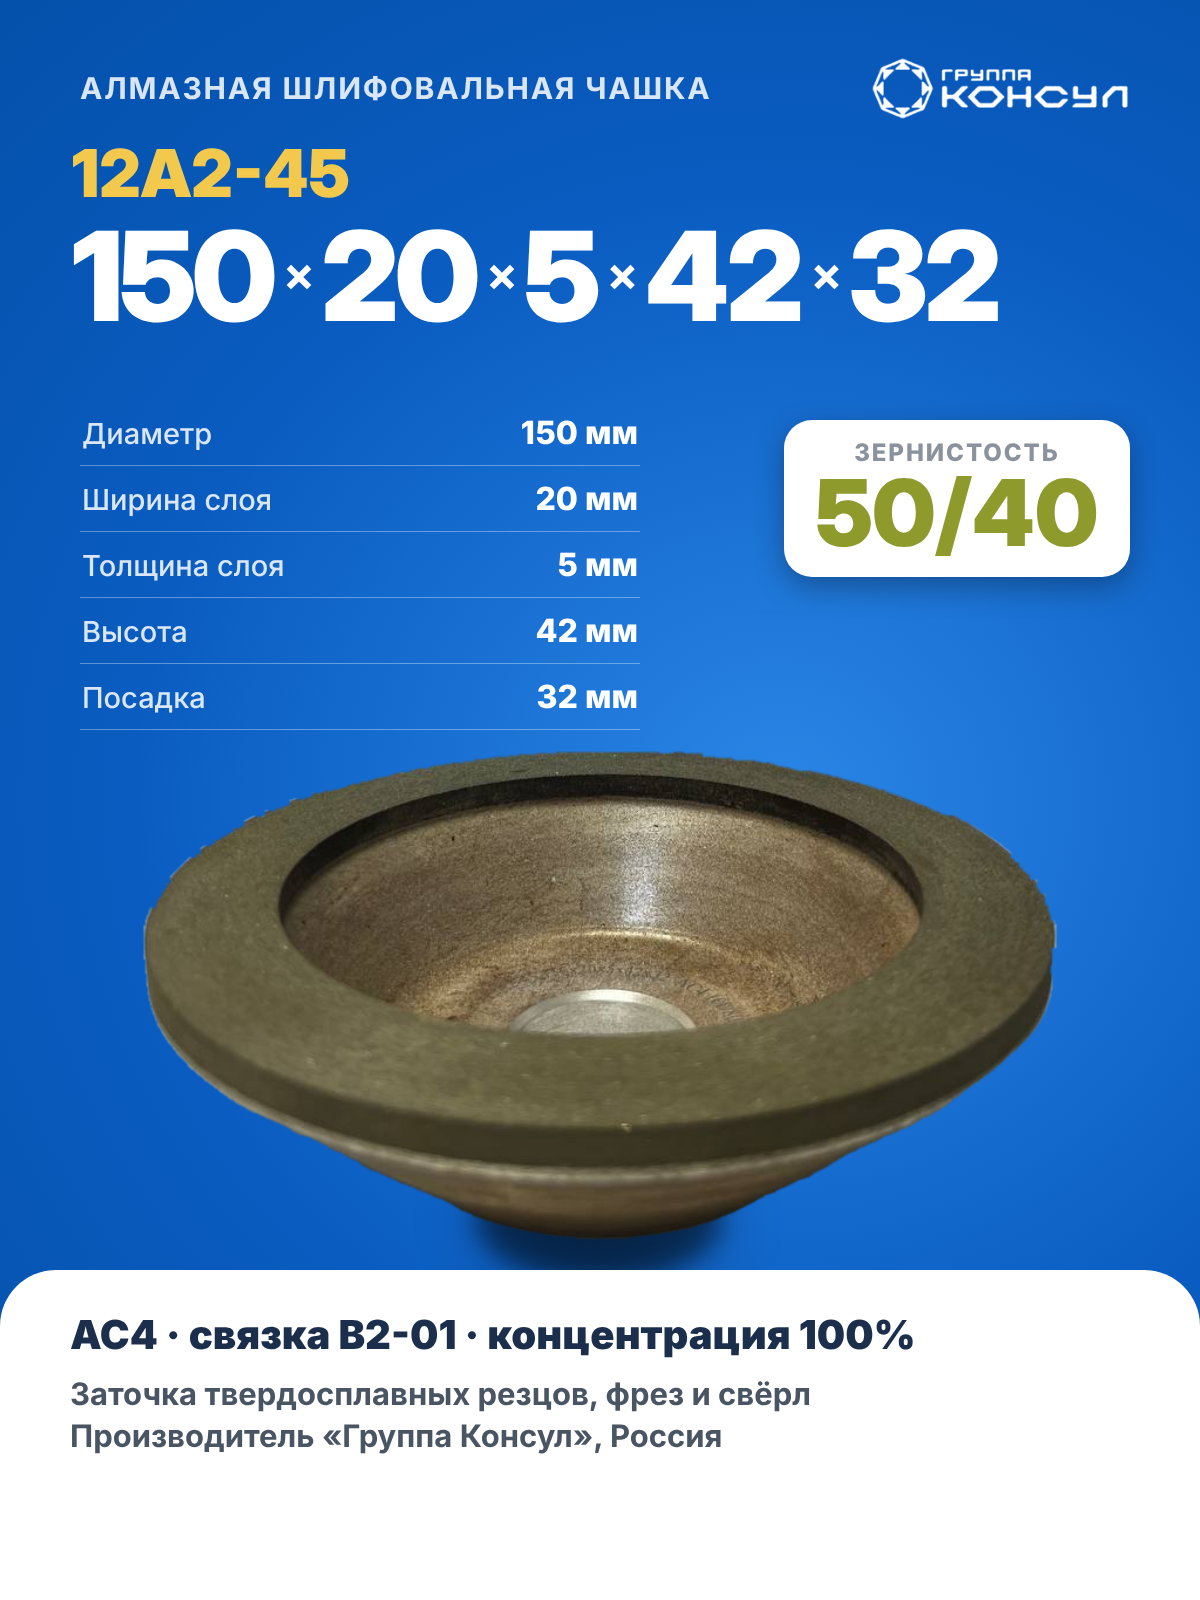 АЛМАЗНАЯ ШЛИФОВАЛЬНАЯ ЧАШКА
ГРУППА
КОНСУЛ
12А2-45
150×20×5×42×32
Диаметр 150 мм
Ширина слоя 20 мм
Толщина слоя 5 мм
Высота 42 мм
Посадка 32 мм
ЗЕРНИСТОСТЬ
50/40
АС4 · связка В2-01 · концентрация 100%
Заточка твердосплавных резцов, фрез и свёрл
Производитель «Группа Консул», Россия